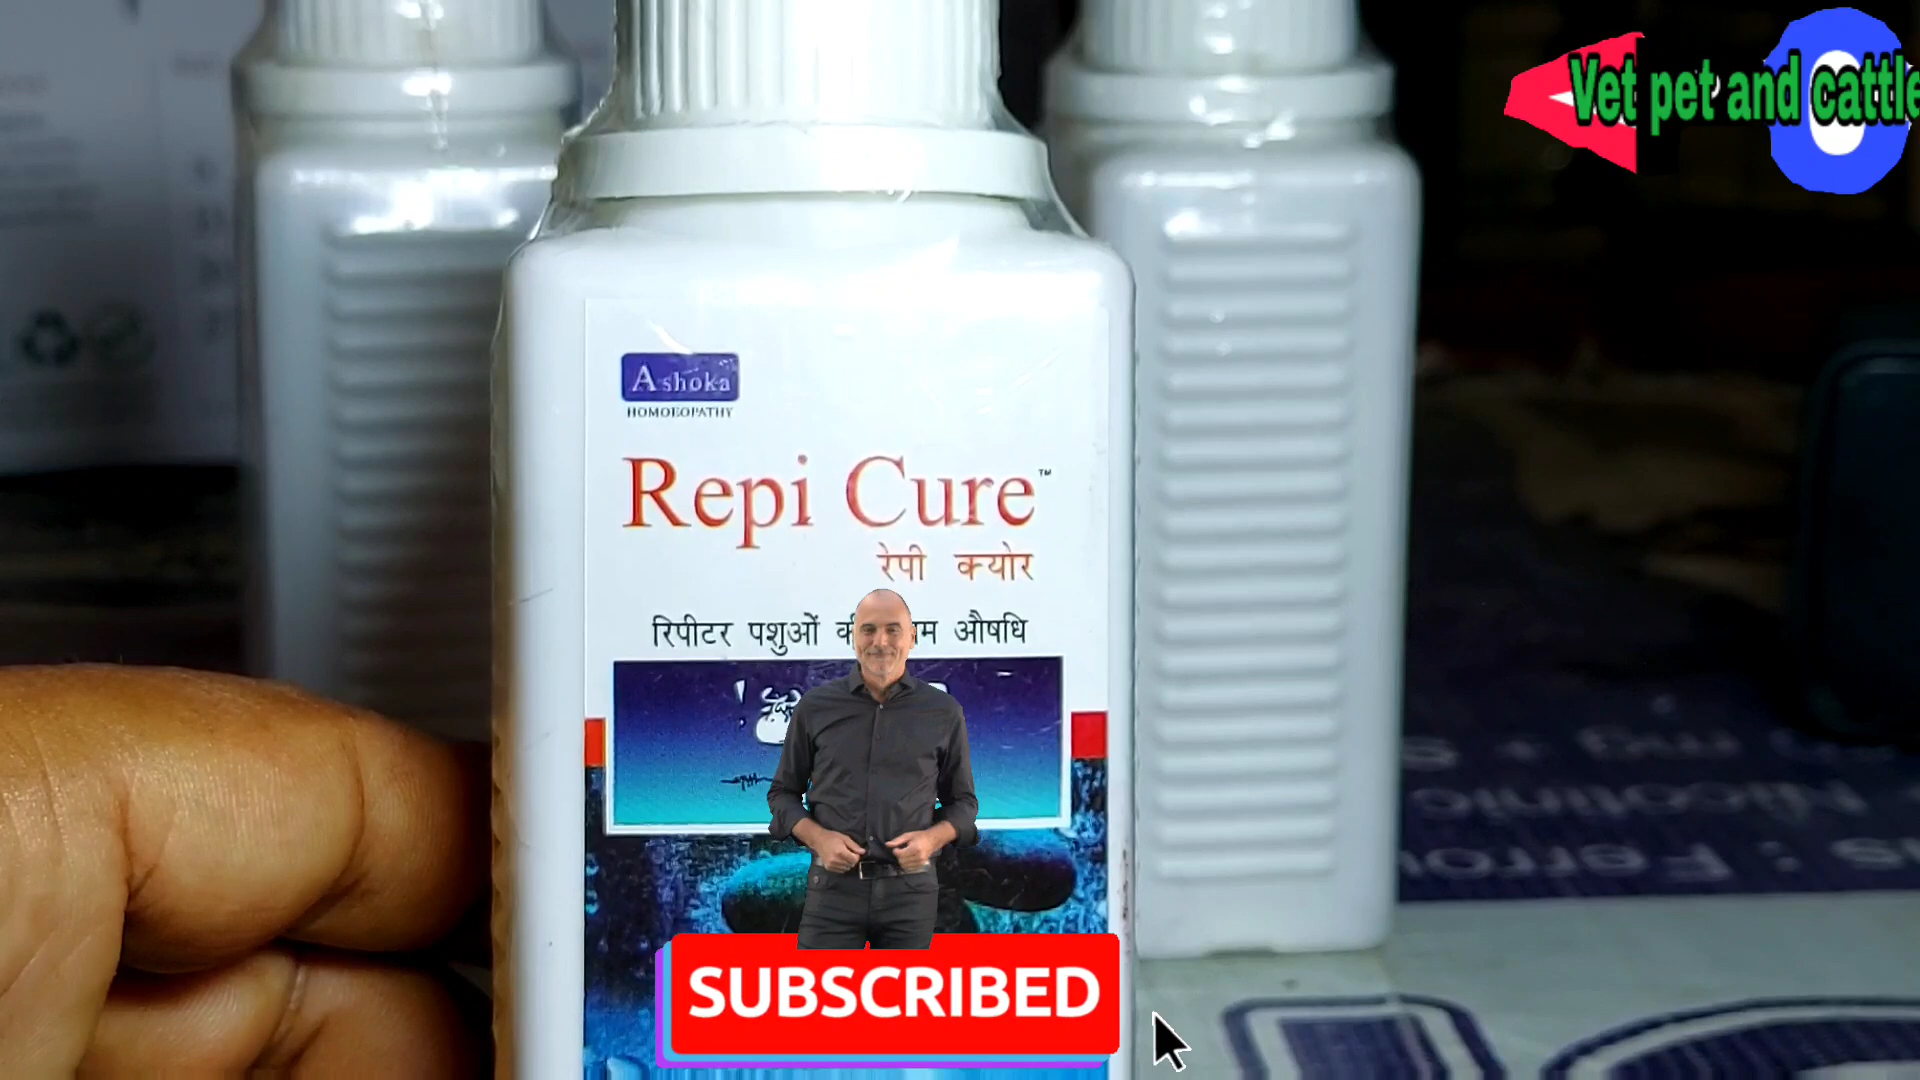 Vet pet and cattle
Ashoka
HOMOEOPATHY
Repi Cure™
रेपी क्योर
रिपीटर पशुओं औषधि
SUBSCRIBED